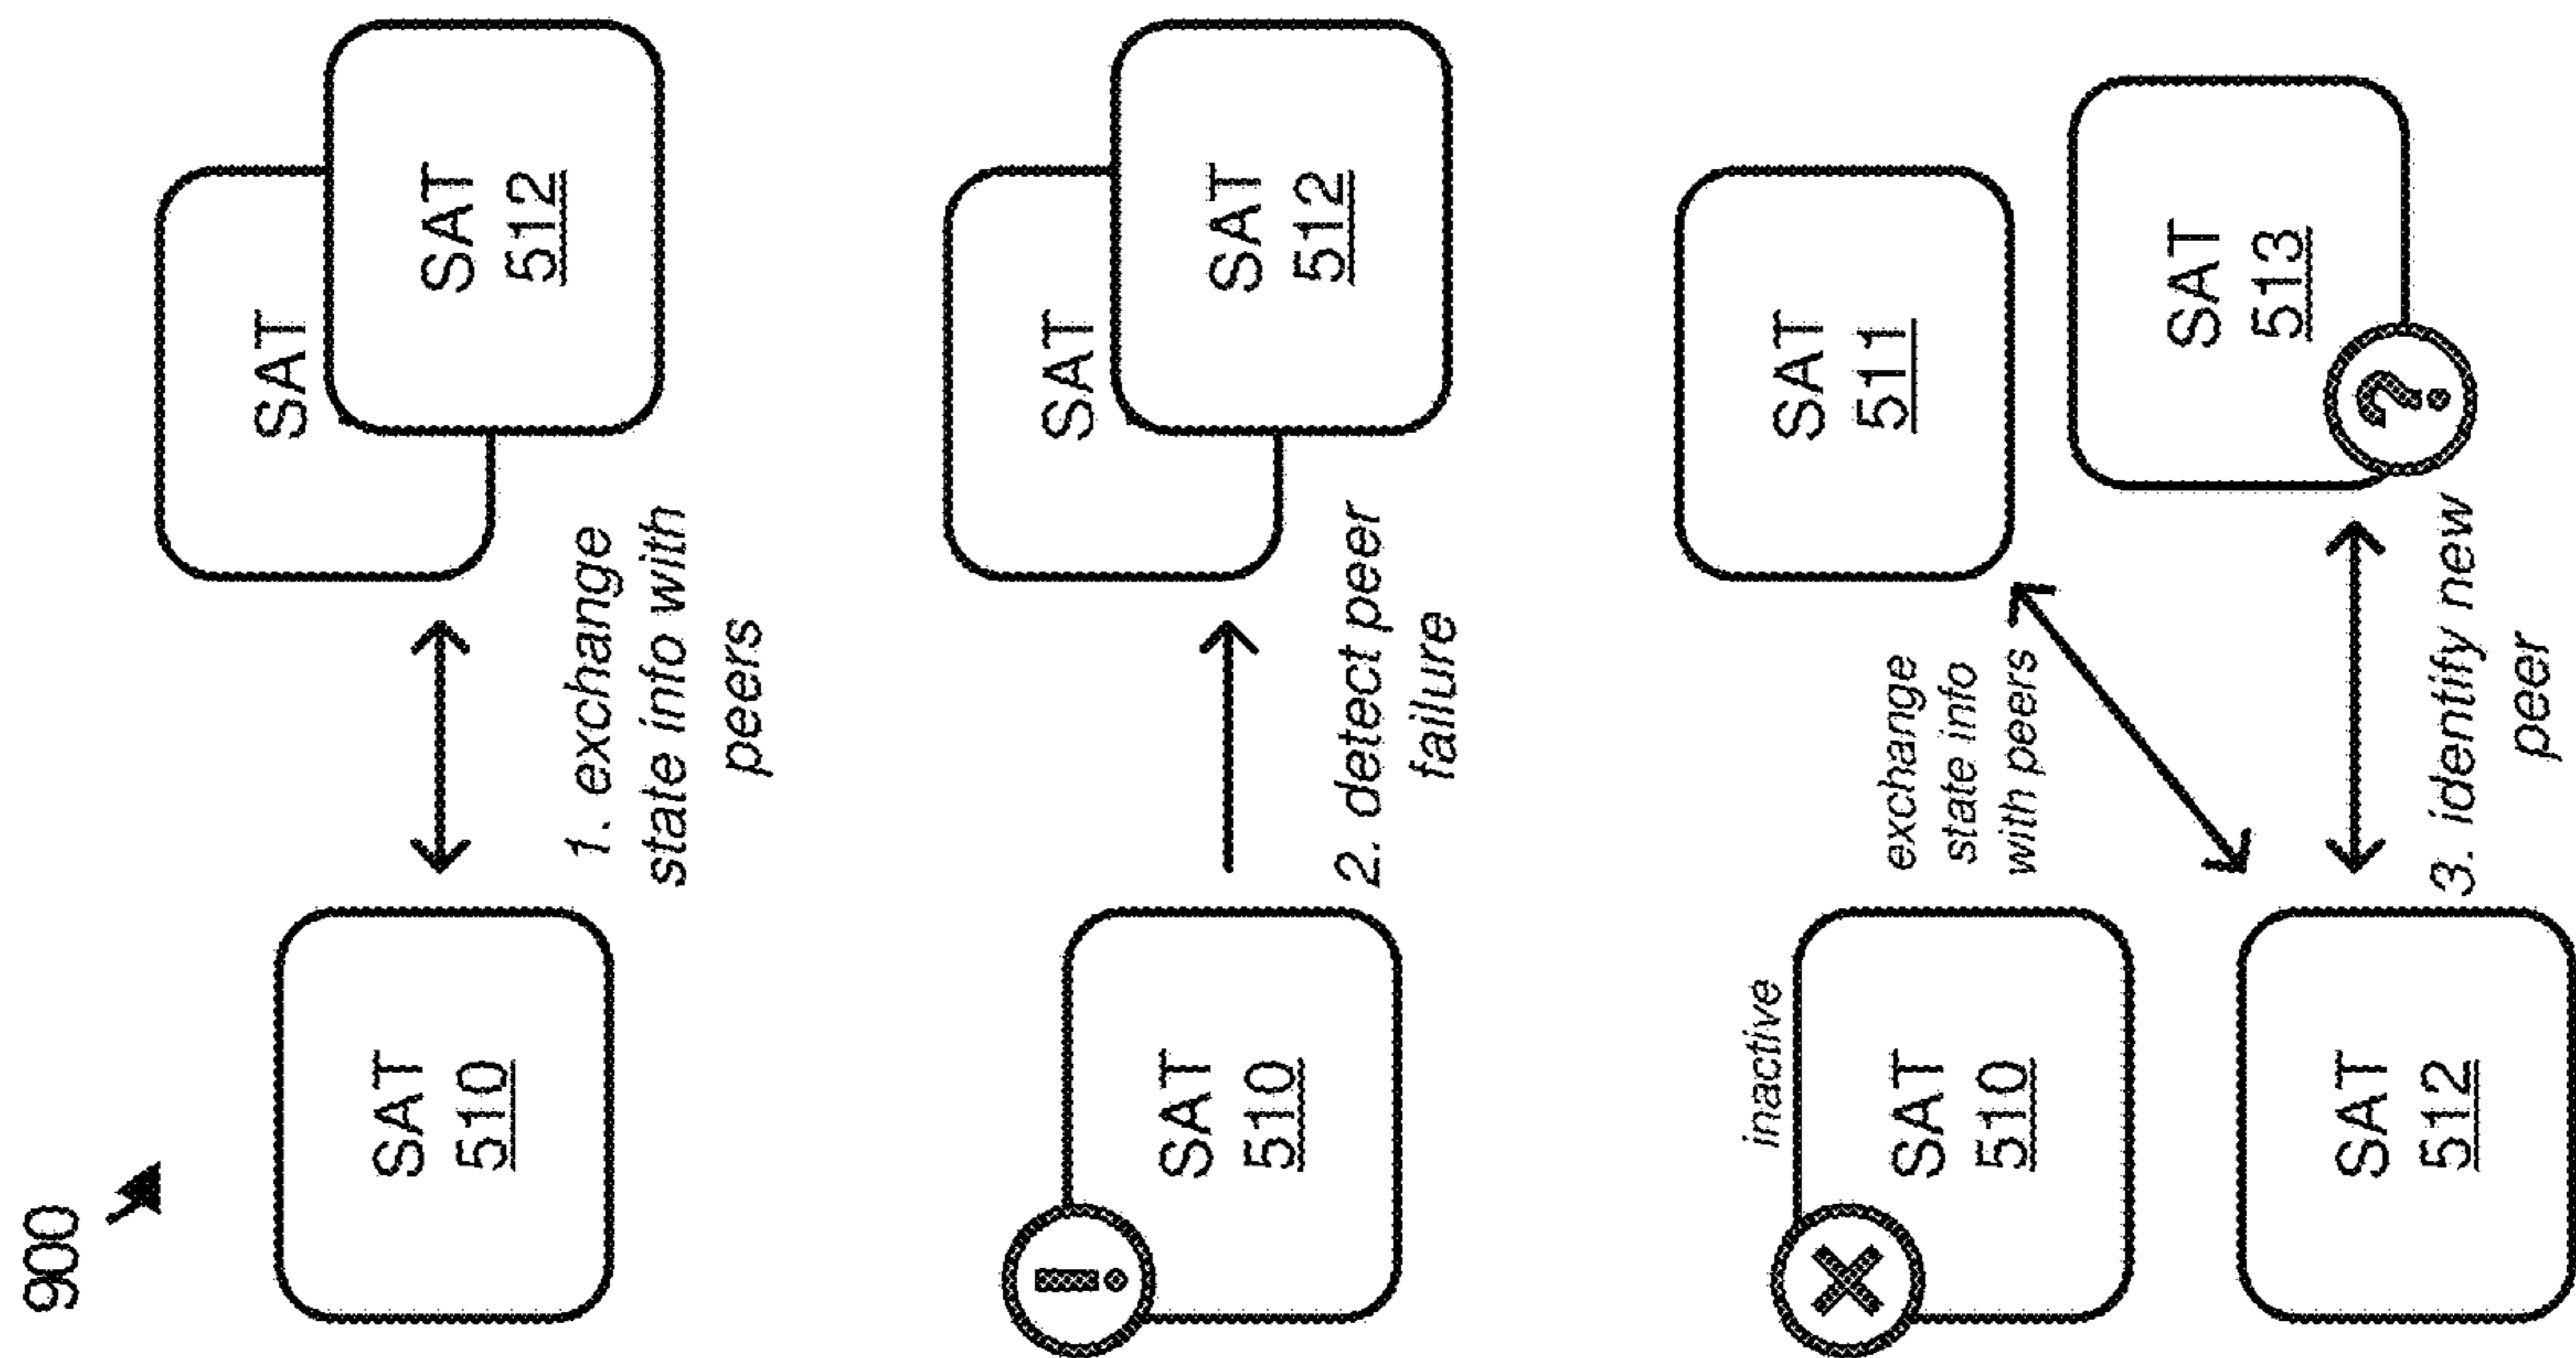 900
SAT
510
1. exchange
state info with
peers
SAT
SAT
512
!
SAT
510
2. detect peer
failure
SAT
SAT
512
inactive
SAT
510
exchange
state info
with peers
SAT
511
SAT
512
3. identify new
peer
SAT
513
?